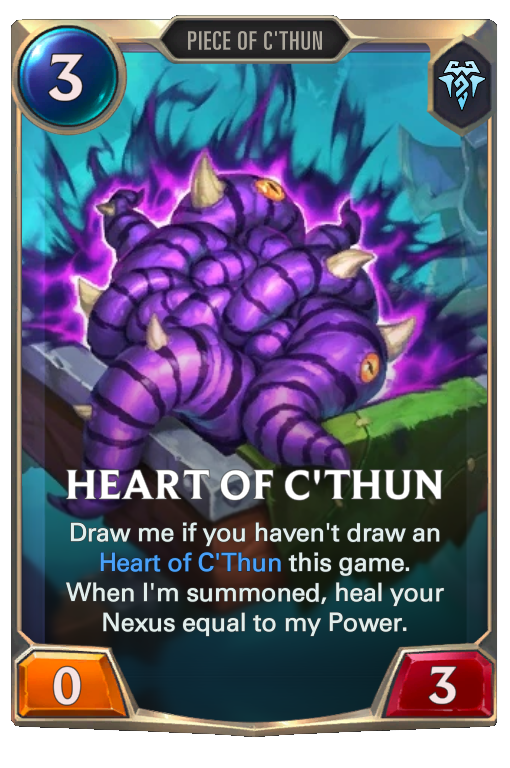 PIECE OF C'THUN
3
HEART OF C'THUN
Draw me if you haven't draw an
Heart of C'Thun this game.
When I'm summoned, heal your
Nexus equal to my Power.
0
3